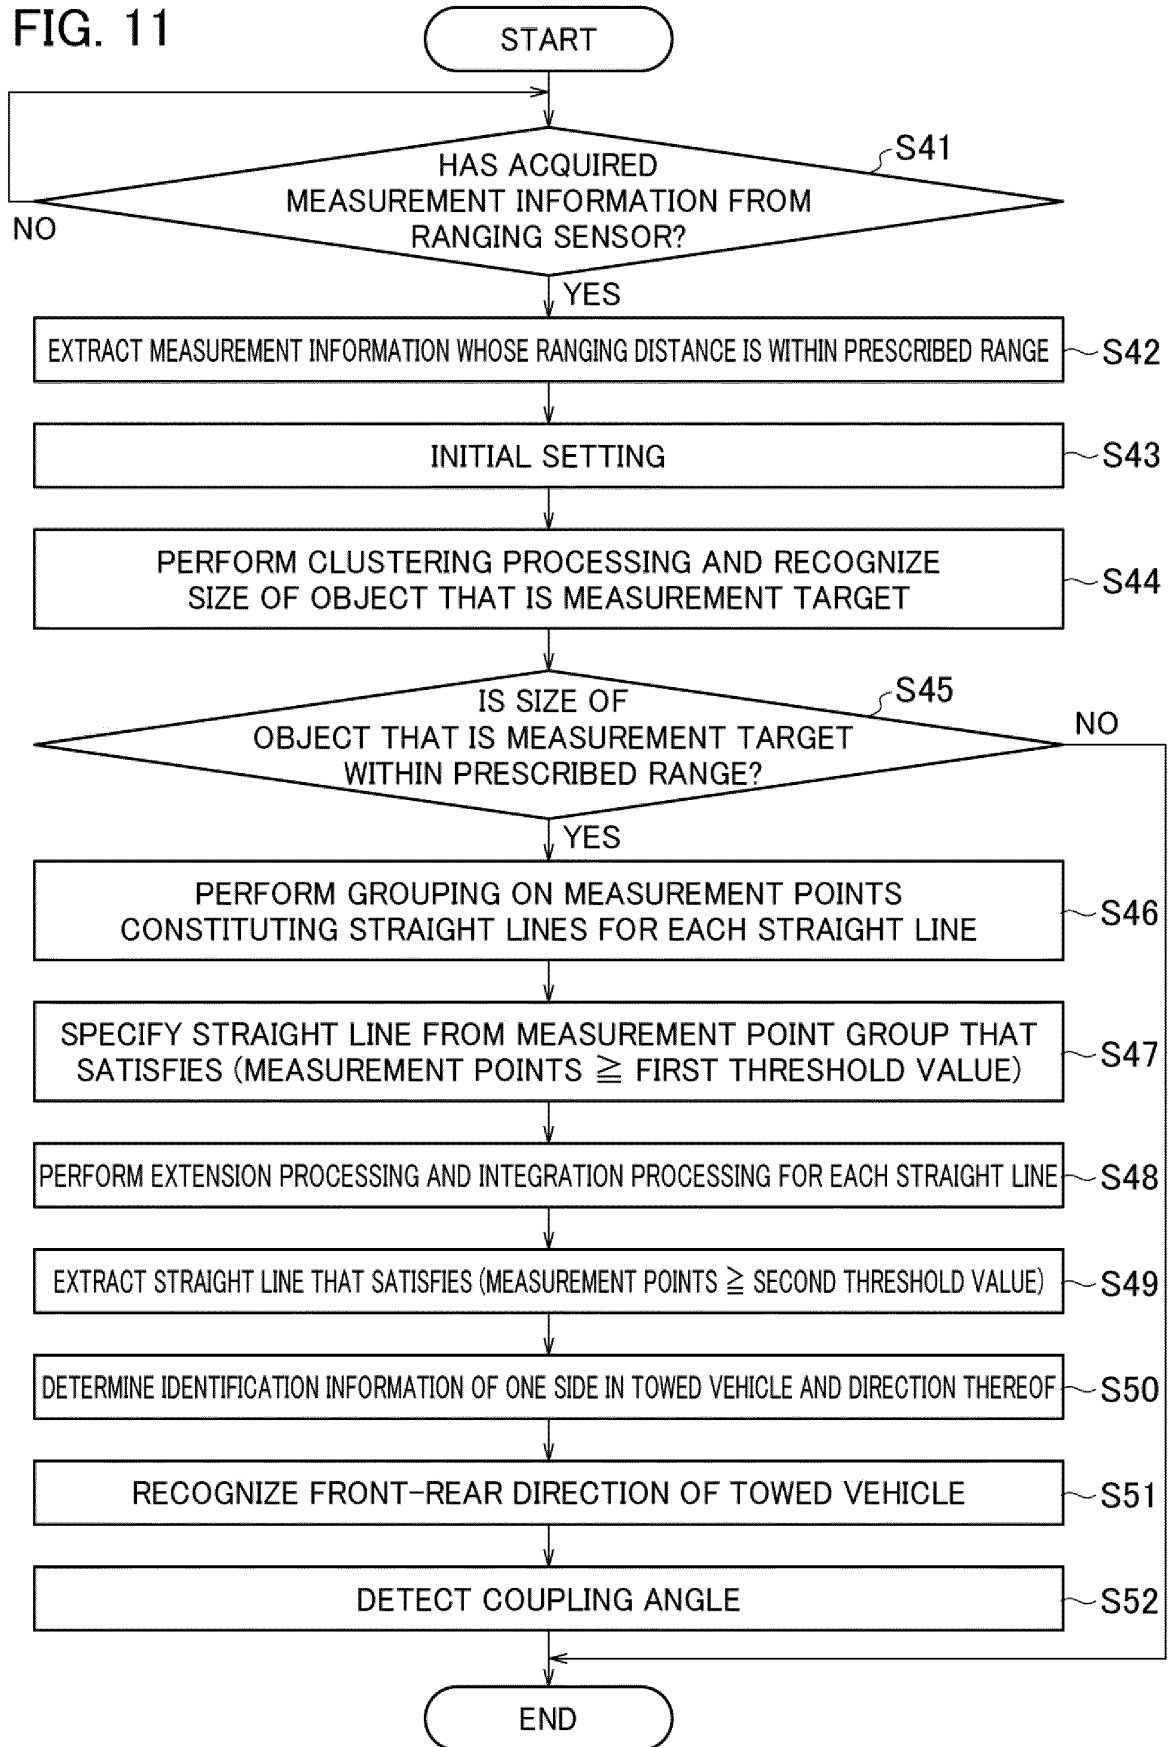 FIG. 11
START
S41
HAS ACQUIRED
MEASUREMENT INFORMATION FROM
RANGING SENSOR?
NO
YES
EXTRACT MEASUREMENT INFORMATION WHOSE RANGING DISTANCE IS WITHIN PRESCRIBED RANGE
S42
INITIAL SETTING
S43
PERFORM CLUSTERING PROCESSING AND RECOGNIZE
SIZE OF OBJECT THAT IS MEASUREMENT TARGET
S44
S45
IS SIZE OF
OBJECT THAT IS MEASUREMENT TARGET
WITHIN PRESCRIBED RANGE?
NO
YES
PERFORM GROUPING ON MEASUREMENT POINTS
CONSTITUTING STRAIGHT LINES FOR EACH STRAIGHT LINE
S46
SPECIFY STRAIGHT LINE FROM MEASUREMENT POINT GROUP THAT
SATISFIES (MEASUREMENT POINTS ≧ FIRST THRESHOLD VALUE)
S47
PERFORM EXTENSION PROCESSING AND INTEGRATION PROCESSING FOR EACH STRAIGHT LINE
S48
EXTRACT STRAIGHT LINE THAT SATISFIES (MEASUREMENT POINTS ≧ SECOND THRESHOLD VALUE)
S49
DETERMINE IDENTIFICATION INFORMATION OF ONE SIDE IN TOWED VEHICLE AND DIRECTION THEREOF
S50
RECOGNIZE FRONT-REAR DIRECTION OF TOWED VEHICLE
S51
DETECT COUPLING ANGLE
S52
END